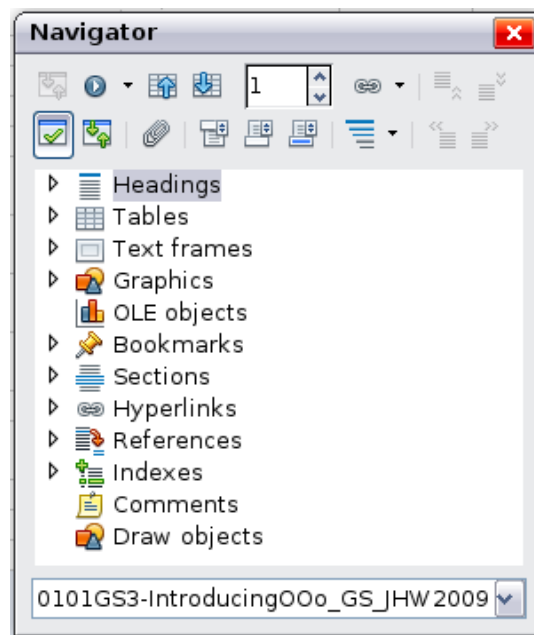 Navigator
1
Headings
Tables
Text frames
Graphics
OLE objects
Bookmarks
Sections
Hyperlinks
References
Indexes
Comments
Draw objects
0101GS3-IntroducingOOo_GS_JHW2009